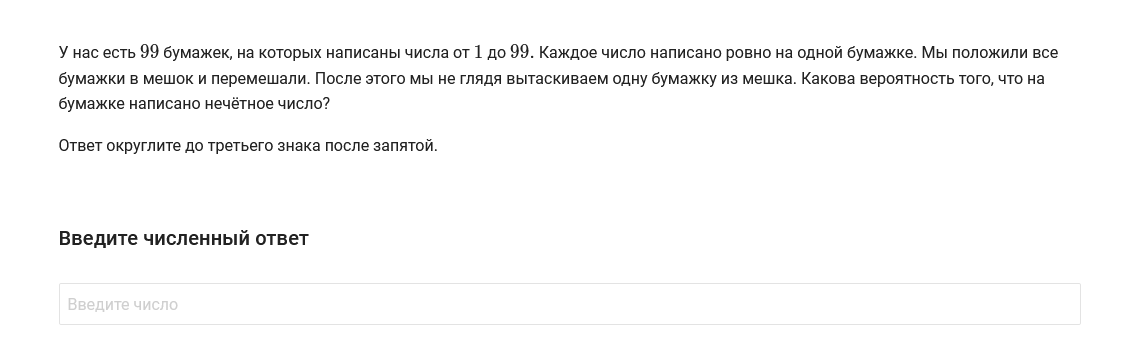 У нас есть 99 бумажек, на которых написаны числа от 1 до 99. Каждое число написано ровно на одной бумажке. Мы положили все
бумажки в мешок и перемешали. После этого мы не глядя вытаскиваем одну бумажку из мешка. Какова вероятность того, что на
бумажке написано нечётное число?
Ответ округлите до третьего знака после запятой.
Введите численный ответ
Введите число